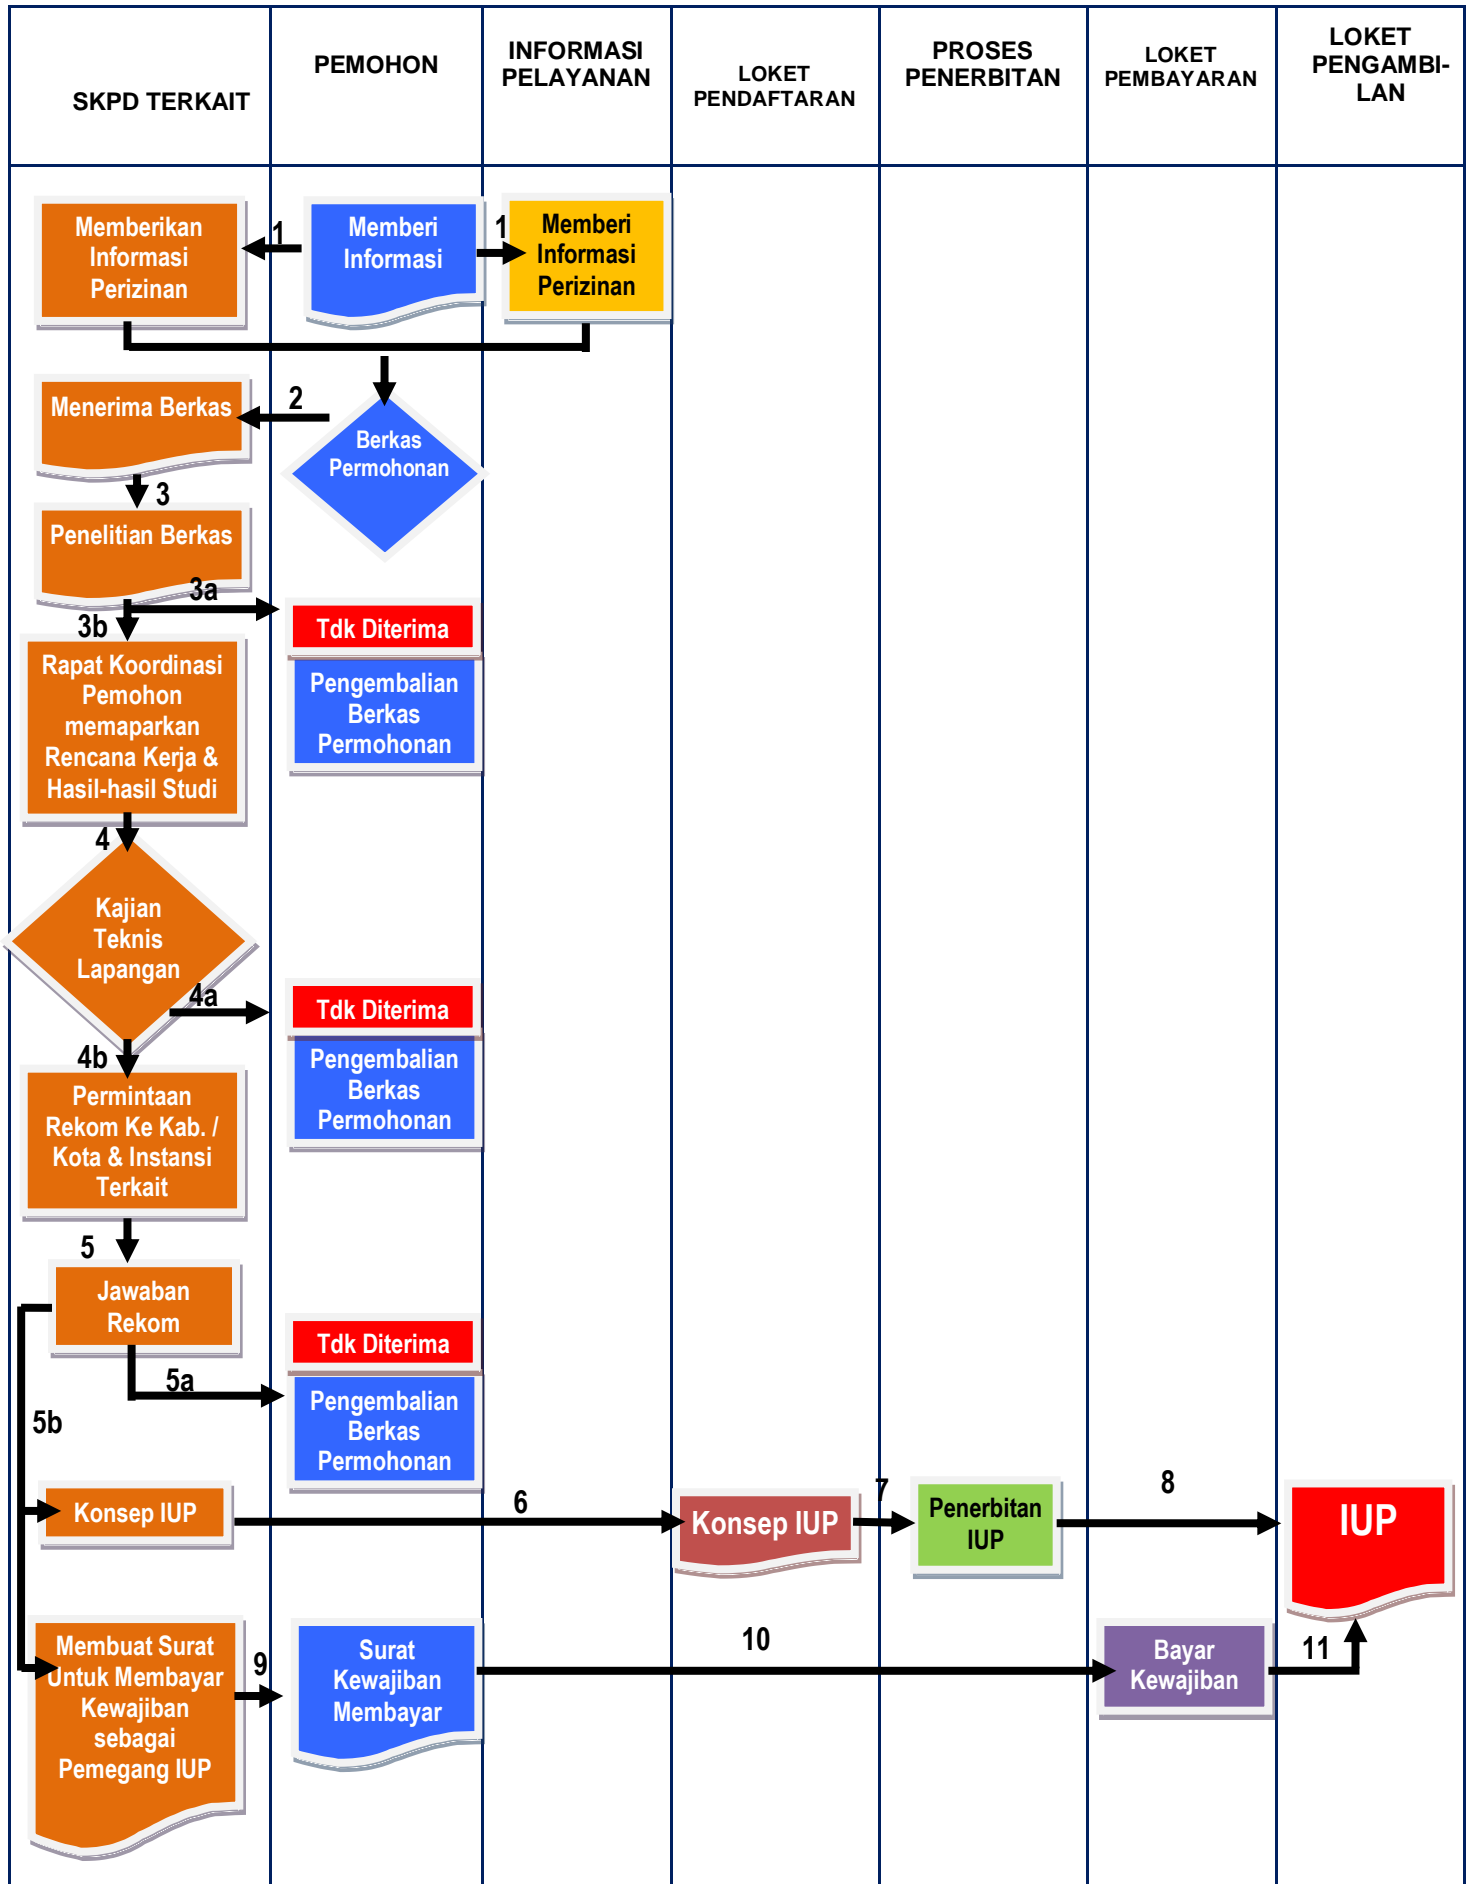 SKPD TERKAIT
PEMOHON
INFORMASI
PELAYANAN
LOKET
PENDAFTARAN
PROSES
PENERBITAN
LOKET
PEMBAYARAN
LOKET
PENGAMBI-
LAN
Memberikan
Informasi
Perizinan
1
Memberi
Informasi
1
Memberi
Informasi
Perizinan
Menerima Berkas
2
Berkas
Permohonan
3
Penelitian Berkas
3a
3b
Tdk Diterima
Pengembalian
Berkas
Permohonan
Rapat Koordinasi
Pemohon
memaparkan
Rencana Kerja &
Hasil-hasil Studi
4
Kajian
Teknis
Lapangan
4a
Tdk Diterima
Pengembalian
Berkas
Permohonan
4b
Permintaan
Rekom Ke Kab. /
Kota & Instansi
Terkait
5
Jawaban
Rekom
5a
Tdk Diterima
Pengembalian
Berkas
Permohonan
5b
Konsep IUP
6
Konsep IUP
7
Penerbitan
IUP
8
IUP
Membuat Surat
Untuk Membayar
Kewajiban
sebagai
Pemegang IUP
9
Surat
Kewajiban
Membayar
10
Bayar
Kewajiban
11